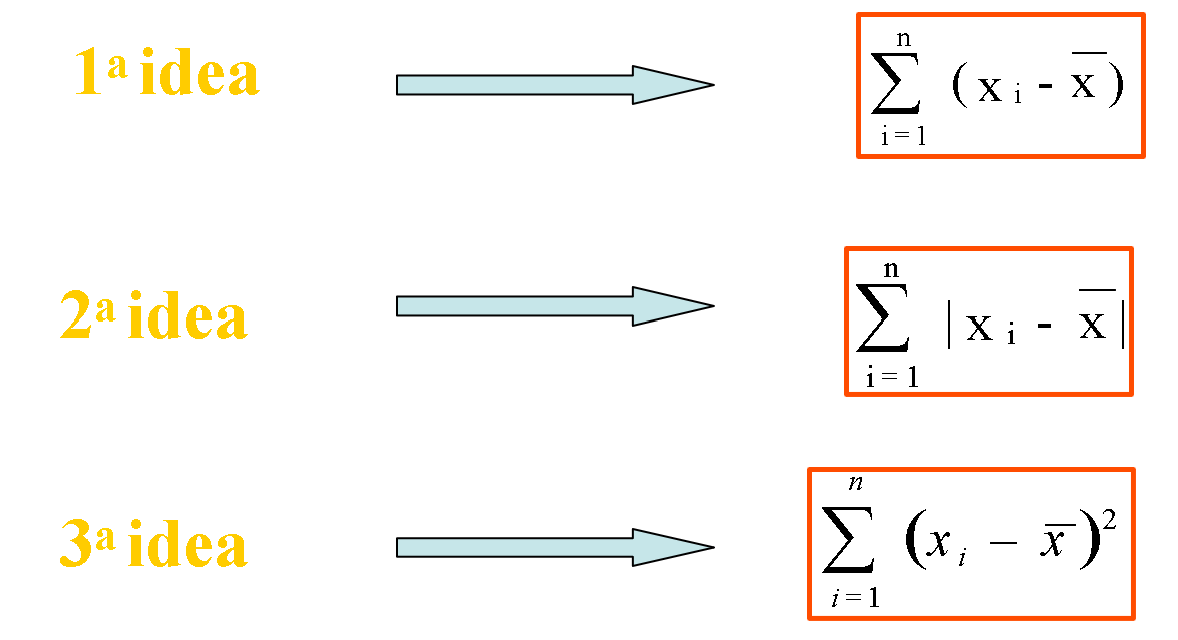 1ª idea
n
∑ ( x i - x̅ )
i = 1
2ª idea
n
∑ | x i - x̅ |
i = 1
3ª idea
n
∑ (x i – x̅ )²
i = 1